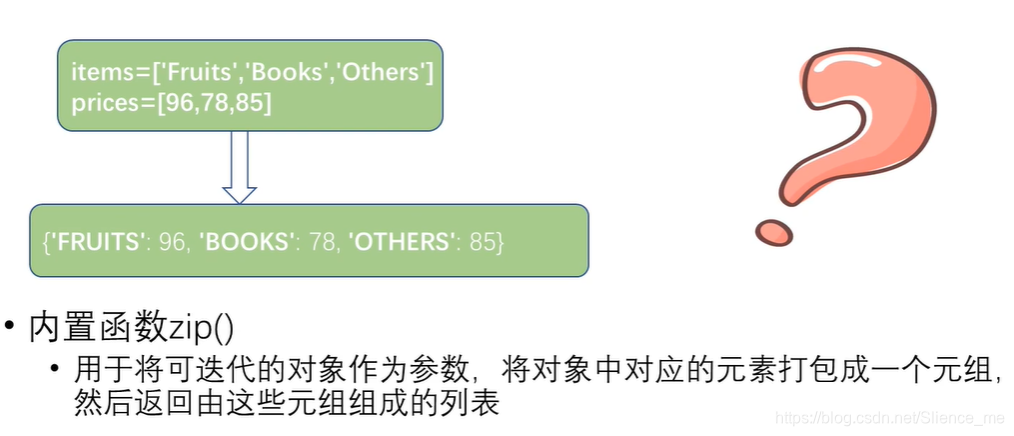 items=['Fruits','Books','Others']
prices=[96,78,85]
{'FRUITS': 96, 'BOOKS': 78, 'OTHERS': 85}
• 内置函数zip()
• 用于将可迭代的对象作为参数，将对象中对应的元素打包成一个元组，
然后返回由这些元组组成的列表
https://blog.csdn.net/Slience_me